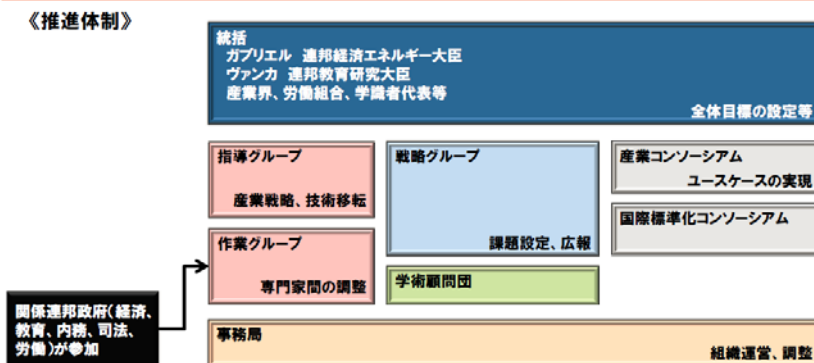 《推進体制》
統括
ガブリエル 連邦経済エネルギー大臣
ヴァンカ 連邦教育研究大臣
産業界、労働組合、学識者代表等
全体目標の設定等
指導グループ
産業戦略、技術移転
戦略グループ
課題設定、広報
産業コンソーシアム
ユースケースの実現
国際標準化コンソーシアム
作業グループ
専門家間の調整
学術顧問団
関係連邦政府(経済、
教育、内務、司法、
労働)が参加
事務局
組織運営、調整